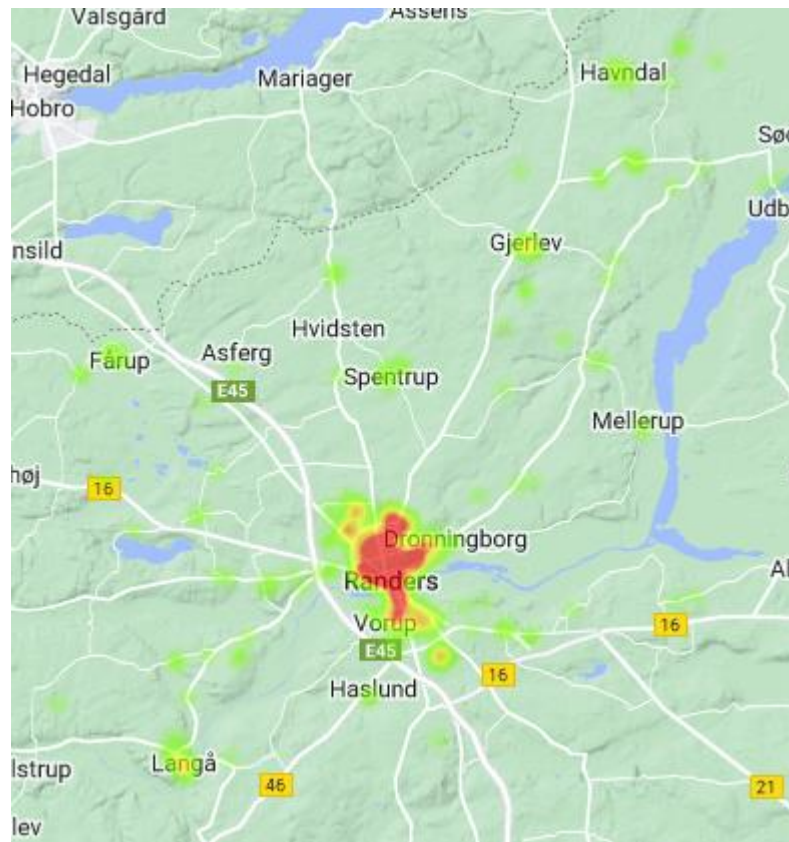 Valsgård
Assens
Hegedal
Mariager
Havndal
Hobro
Sød
Udb
nsild
Gjerlev
Hvidsten
Asferg
Fårup
Spentrup
E45
Mellerup
høj
16
Dronningborg
Al
Randers
Vorup
16
E45
16
Haslund
Langå
lstrup
46
21
lev